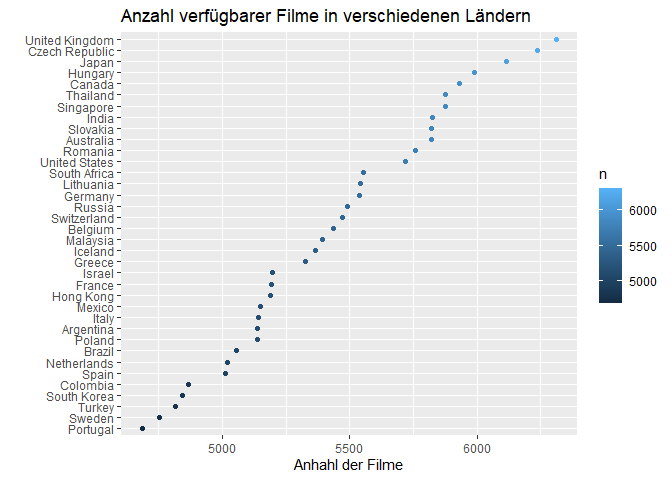 Anzahl verfügbarer Filme in verschiedenen Ländern
United Kingdom
Czech Republic
Japan
Hungary
Canada
Thailand
Singapore
India
Slovakia
Australia
Romania
United States
South Africa
Lithuania
Germany
Russia
Switzerland
Belgium
Malaysia
Iceland
Greece
Israel
France
Hong Kong
Mexico
Italy
Argentina
Poland
Brazil
Netherlands
Spain
Colombia
South Korea
Turkey
Sweden
Portugal
5000 5500 6000
Anhahl der Filme
n
6000
5500
5000